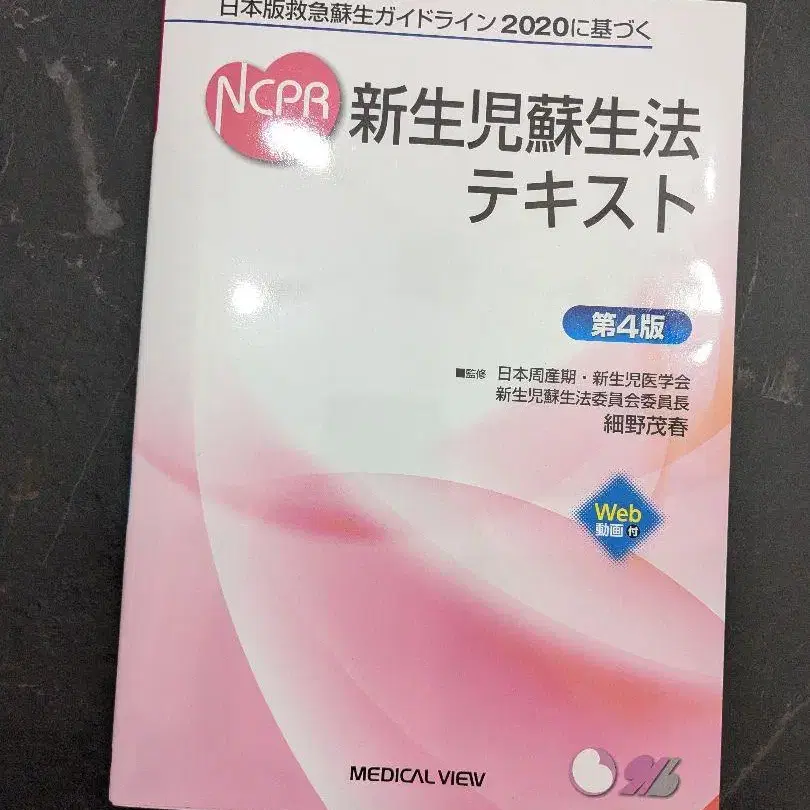 日本版救急蘇生ガイドライン2020に基づく
NCPR
新生児蘇生法
テキスト
第4版
■監修 日本周産期・新生児医学会
新生児蘇生法委員会委員長
細野茂春
Web
動画付
MEDICAL VIEW